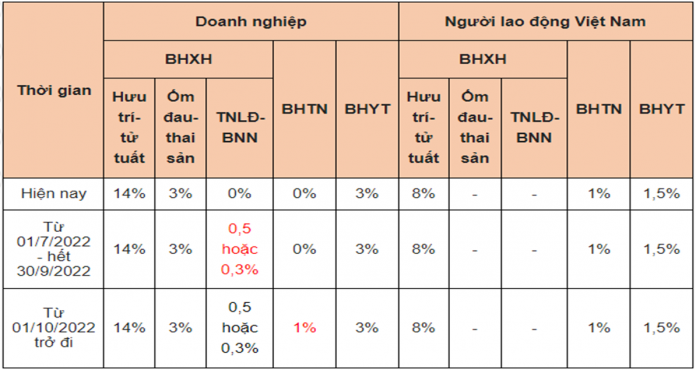 Thời gian
Doanh nghiệp
Người lao động Việt Nam
BHXH
BHTN
BHYT
BHXH
BHTN
BHYT
Hưu
trí-
tử
tuất
Ốm
đau-
thai
sản
TNLĐ-
BNN
Hưu
trí-
tử
tuất
Ốm
đau-
thai
sản
TNLĐ-
BNN
Hiện nay 14% 3% 0% 0% 3% 8% - - 1% 1,5%
Từ
01/7/2022
- hết
30/9/2022
14% 3%
0,5
hoặc
0,3%
0% 3% 8% - - 1% 1,5%
Từ
01/10/2022
trở đi
14% 3%
0,5
hoặc
0,3%
1% 3% 8% - - 1% 1,5%